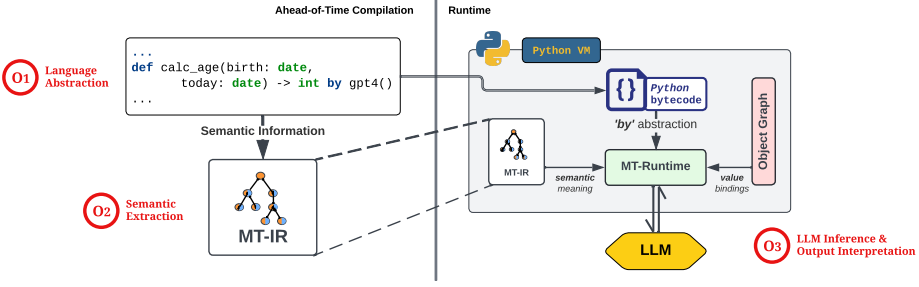 Ahead-of-Time Compilation
Runtime
O1
Language
Abstraction
...
def calc_age(birth: date,
today: date) -> int by gpt4()
...
Semantic Information
MT-IR
O2
Semantic
Extraction
Python VM
{}
Python
bytecode
'by' abstraction
MT-IR
semantic
meaning
MT-Runtime
value
bindings
Object Graph
LLM
O3
LLM Inference &
Output Interpretation